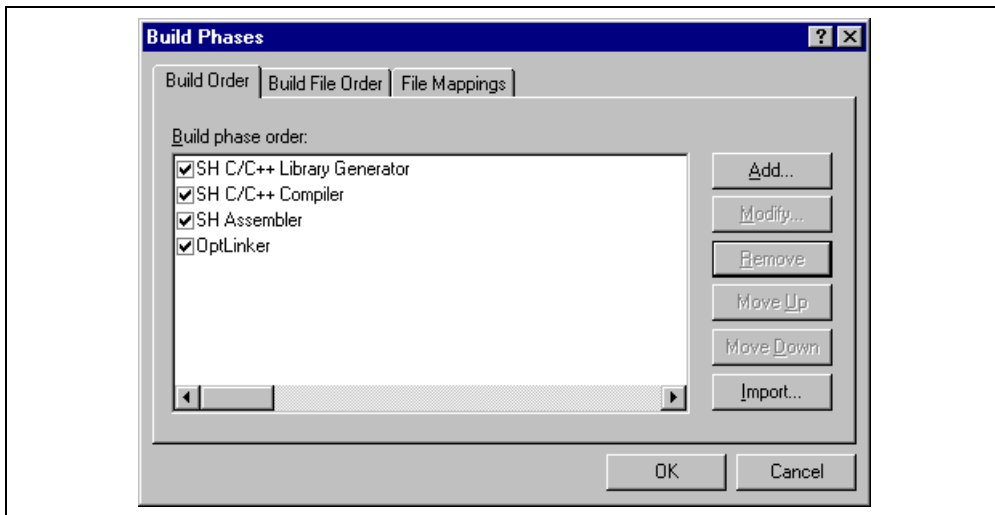 Build Phases
Build Order
Build File Order
File Mappings
Build phase order:
SH C/C++ Library Generator
SH C/C++ Compiler
SH Assembler
OptLinker
Add...
Modify...
Remove
Move Up
Move Down
Import...
OK
Cancel